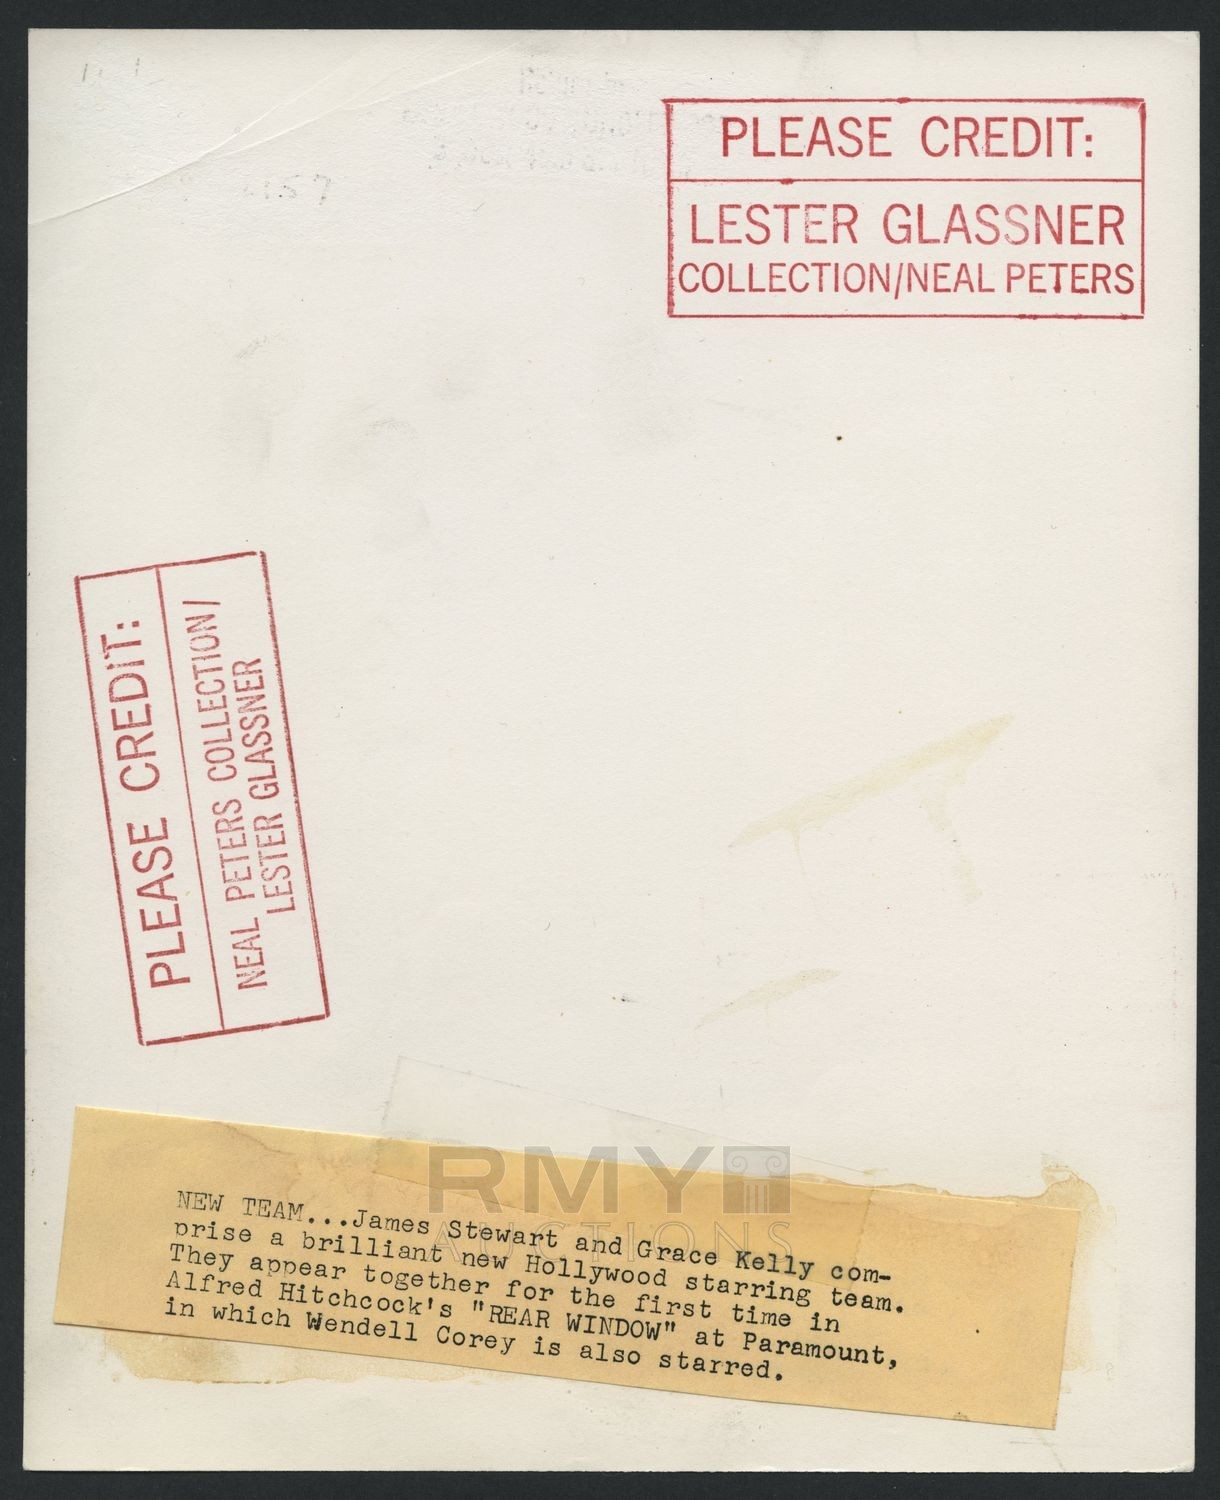 PLEASE CREDIT:
LESTER GLASSNER
COLLECTION/NEAL PETERS
PLEASE CREDIT:
NEAL PETERS COLLECTION/
LESTER GLASSNER
RMY
AUCTIONS
NEW TEAM...James Stewart and Grace Kelly com-
prise a brilliant new Hollywood starring team.
They appear together for the first time in
Alfred Hitchcock's "REAR WINDOW" at Paramount,
in which Wendell Corey is also starred.